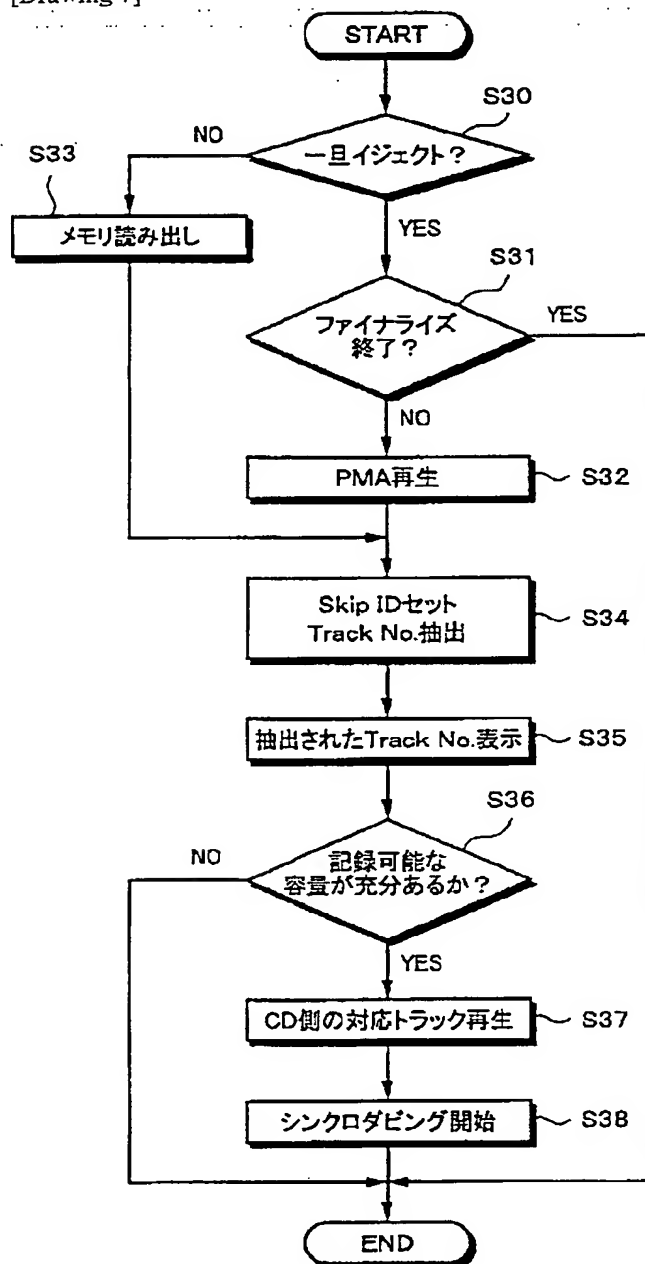 START
S30
NO
一旦イジェクト？
S33
メモリ読み出し
YES
S31
ファイナライズ
終了？
YES
NO
PMA再生
S32
Skip IDセット
Track No.抽出
S34
抽出されたTrack No.表示
S35
S36
NO
記録可能な
容量が充分あるか？
YES
CD側の対応トラック再生
S37
シンクロダビング開始
S38
END